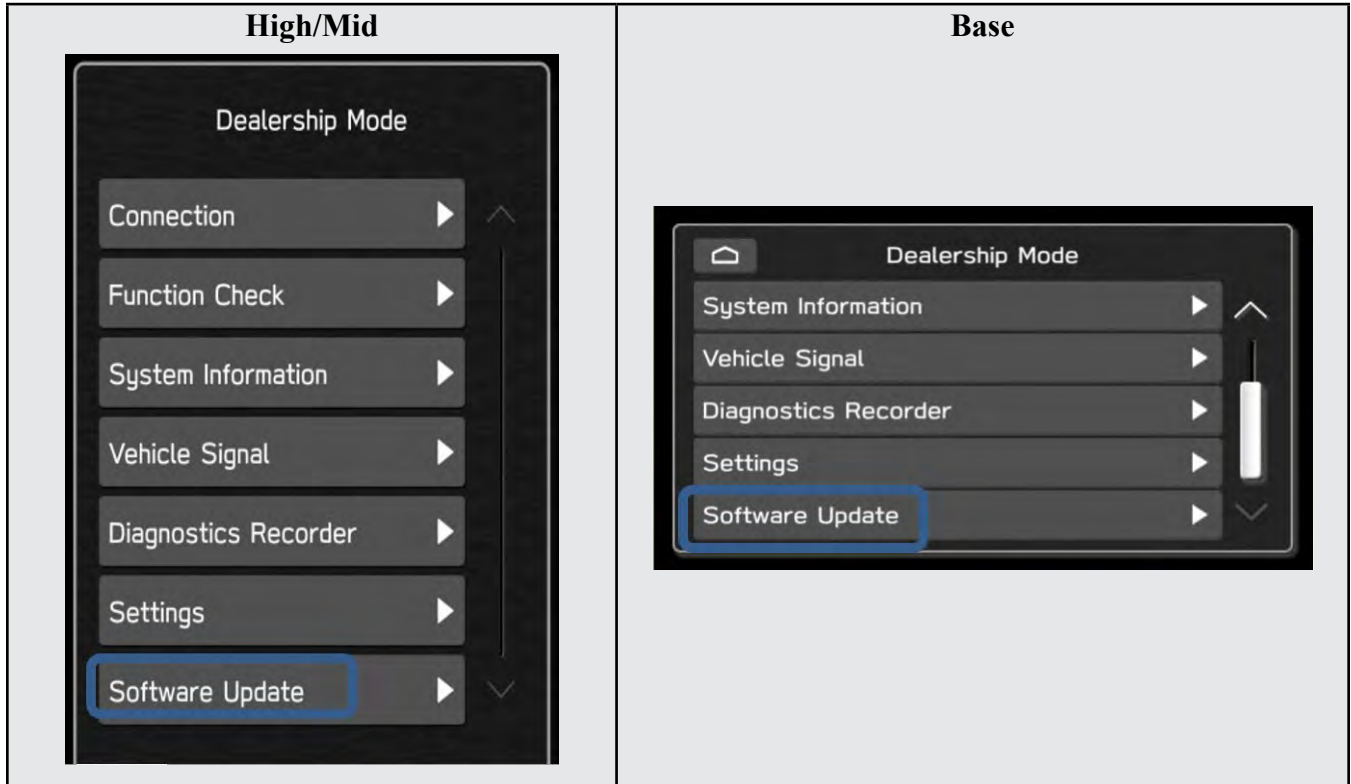 High/Mid
Dealership Mode
Connection
Function Check
System Information
Vehicle Signal
Diagnostics Recorder
Settings
Software Update
Base
Dealership Mode
System Information
Vehicle Signal
Diagnostics Recorder
Settings
Software Update